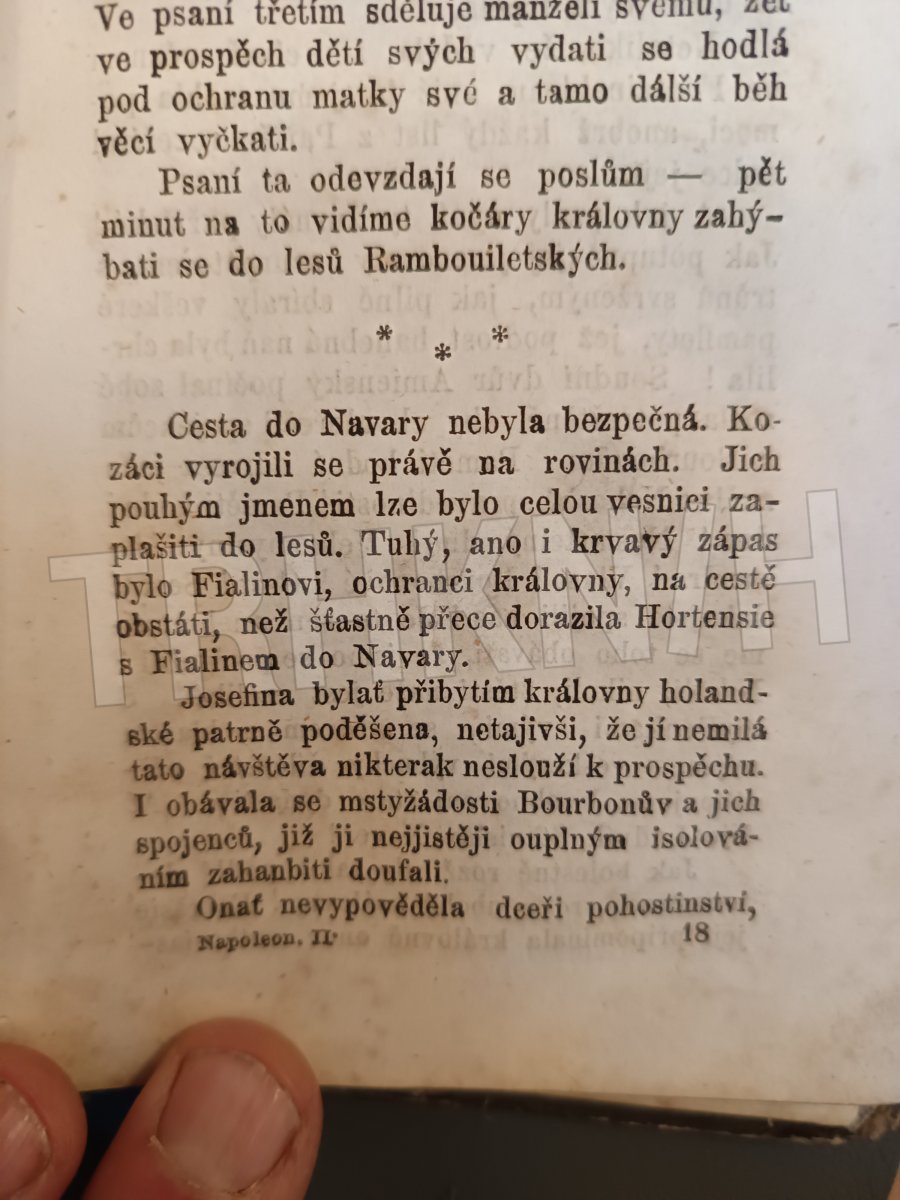 Ve psaní třetím sděluje manželi svému, žet
ve prospěch dětí svých vydati se hodlá
pod ochranu matky své a tamo dálší běh
věcí vyčkati.
Psaní ta odevzdají se poslům — pět
minut na to vidíme kočáry královny zahý-
bati se do lesů Rambouiletských.
* * *
Cesta do Navary nebyla bezpečná. Ko-
záci vyrojili se právě na rovinách. Jich
pouhým jmenem lze bylo celou vesnici za-
plašiti do lesů. Tuhý, ano i krvavý zápas
bylo Fialinovi, ochranci královny, na cestě
obstáti, než šťastně přece dorazila Hortensie
s Fialinem do Navary.
Josefina bylať přibytím královny holand-
ské patrně poděšena, netajivši, že jí nemilá
tato návštěva nikterak neslouží k prospěchu.
I obávala se mstyžádosti Bourbonův a jich
spojenců, již ji nejjistěji ouplným isolová-
ním zahanbiti doufali.
Onať nevypověděla dceři pohostinství,
Napoleon. II. 18
TRHKNIH